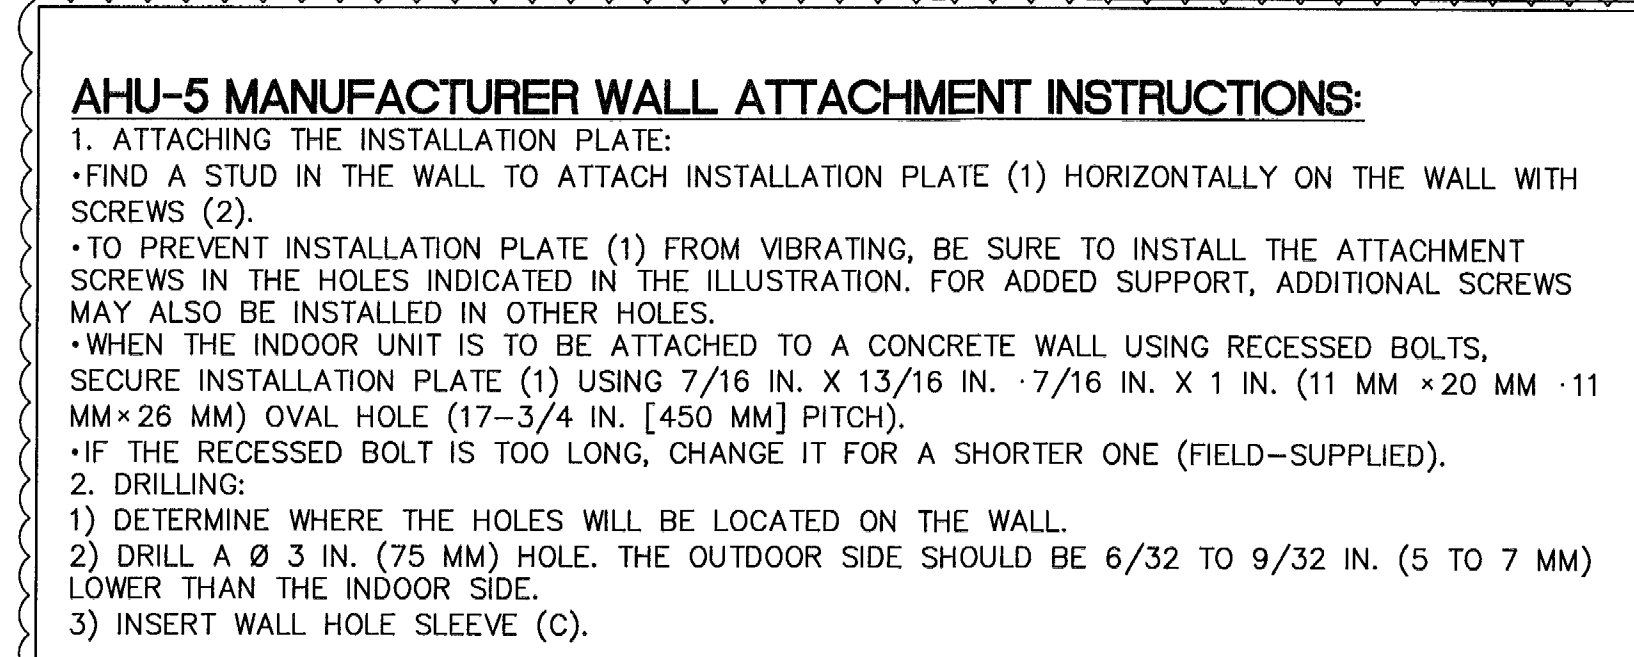 AHU-5 MANUFACTURER WALL ATTACHMENT INSTRUCTIONS:
1. ATTACHING THE INSTALLATION PLATE:
•FIND A STUD IN THE WALL TO ATTACH INSTALLATION PLATE (1) HORIZONTALLY ON THE WALL WITH
SCREWS (2).
•TO PREVENT INSTALLATION PLATE (1) FROM VIBRATING, BE SURE TO INSTALL THE ATTACHMENT
SCREWS IN THE HOLES INDICATED IN THE ILLUSTRATION. FOR ADDED SUPPORT, ADDITIONAL SCREWS
MAY ALSO BE INSTALLED IN OTHER HOLES.
•WHEN THE INDOOR UNIT IS TO BE ATTACHED TO A CONCRETE WALL USING RECESSED BOLTS,
SECURE INSTALLATION PLATE (1) USING 7/16 IN. X 13/16 IN. ·7/16 IN. X 1 IN. (11 MM ×20 MM ·11
MM×26 MM) OVAL HOLE (17-3/4 IN. [450 MM] PITCH).
•IF THE RECESSED BOLT IS TOO LONG, CHANGE IT FOR A SHORTER ONE (FIELD-SUPPLIED).
2. DRILLING:
1) DETERMINE WHERE THE HOLES WILL BE LOCATED ON THE WALL.
2) DRILL A Ø 3 IN. (75 MM) HOLE. THE OUTDOOR SIDE SHOULD BE 6/32 TO 9/32 IN. (5 TO 7 MM)
LOWER THAN THE INDOOR SIDE.
3) INSERT WALL HOLE SLEEVE (C).